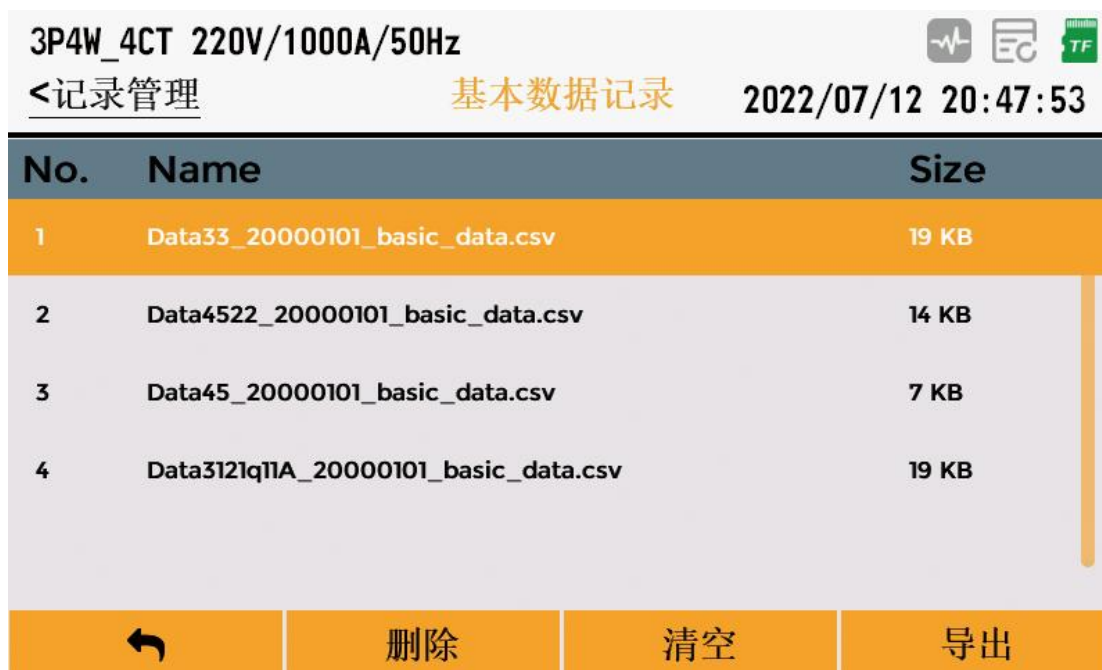 3P4W_4CT 220V/1000A/50Hz
TF
<记录管理 基本数据记录 2022/07/12 20:47:53
No. Name Size
1 Data33_20000101_basic_data.csv 19 KB
2 Data4522_20000101_basic_data.csv 14 KB
3 Data45_20000101_basic_data.csv 7 KB
4 Data3121q11A_20000101_basic_data.csv 19 KB
删除 清空 导出